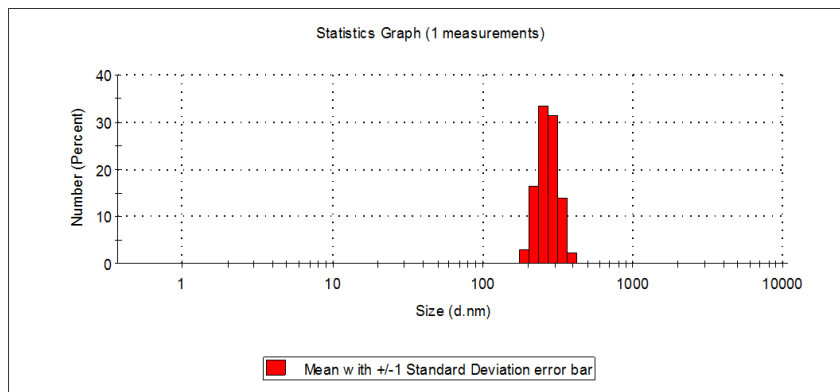 Statistics Graph (1 measurements)
40
30
20
10
0
Number (Percent)
1 10 100 1000 10000
Size (d.nm)
Mean with +/-1 Standard Deviation error bar